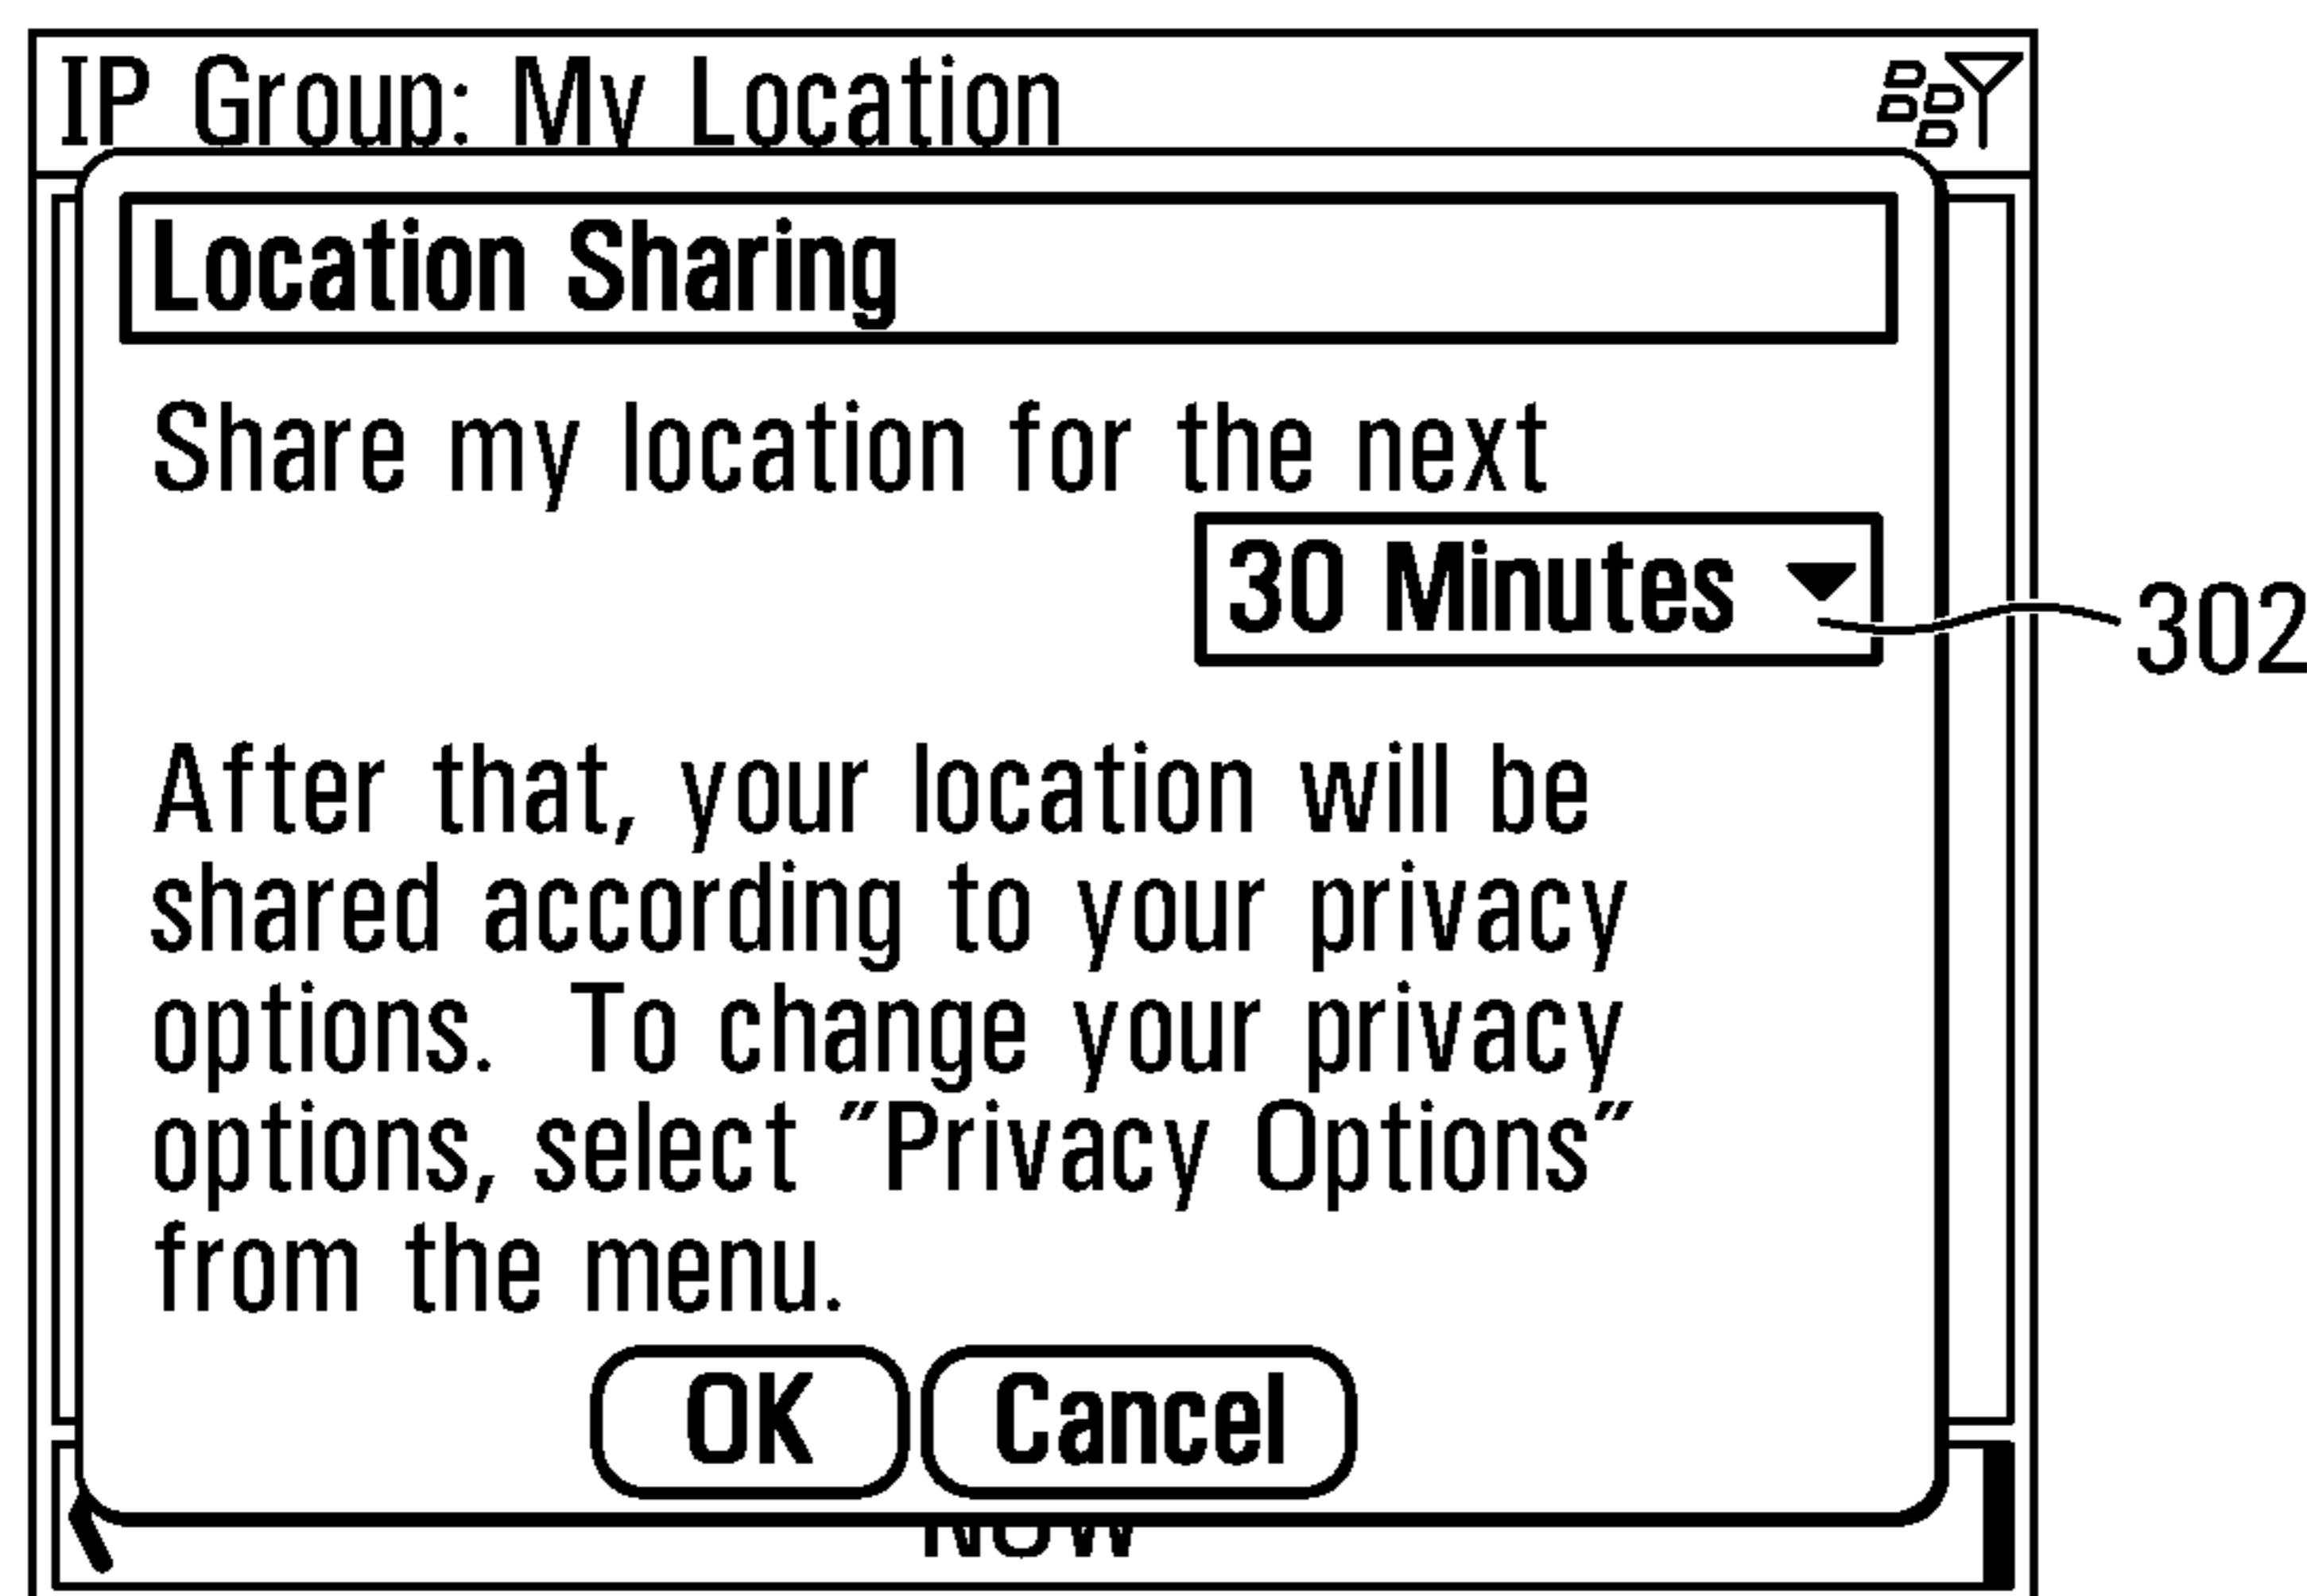 IP Group: My Location
Location Sharing
Share my location for the next
30 Minutes
302
After that, your location will be
shared according to your privacy
options.  To change your privacy
options, select "Privacy Options"
from the menu.
OK Cancel
NOW